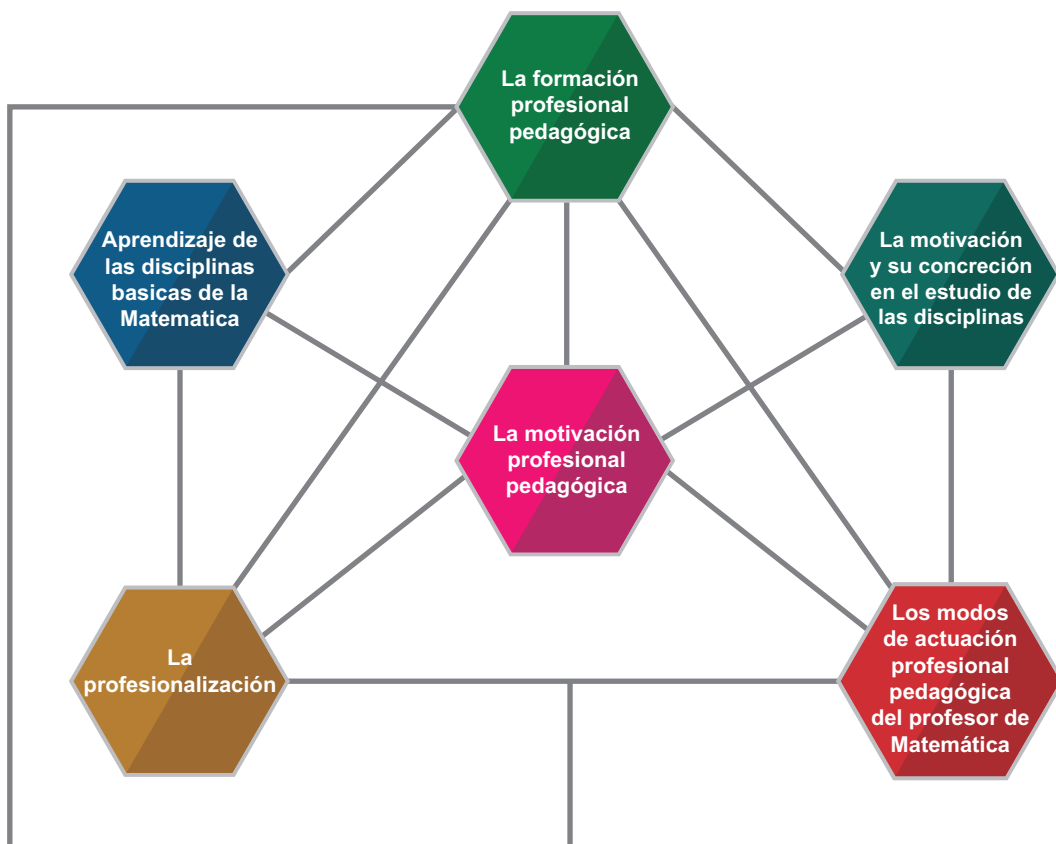 La formación
profesional
pedagógica
Aprendizaje de
las disciplinas
basicas de la
Matematica
La motivación
y su concreción
en el estudio de
las disciplinas
La motivación
profesional
pedagógica
La
profesionalización
Los modos
de actuación
profesional
pedagógica
del profesor de
Matemática